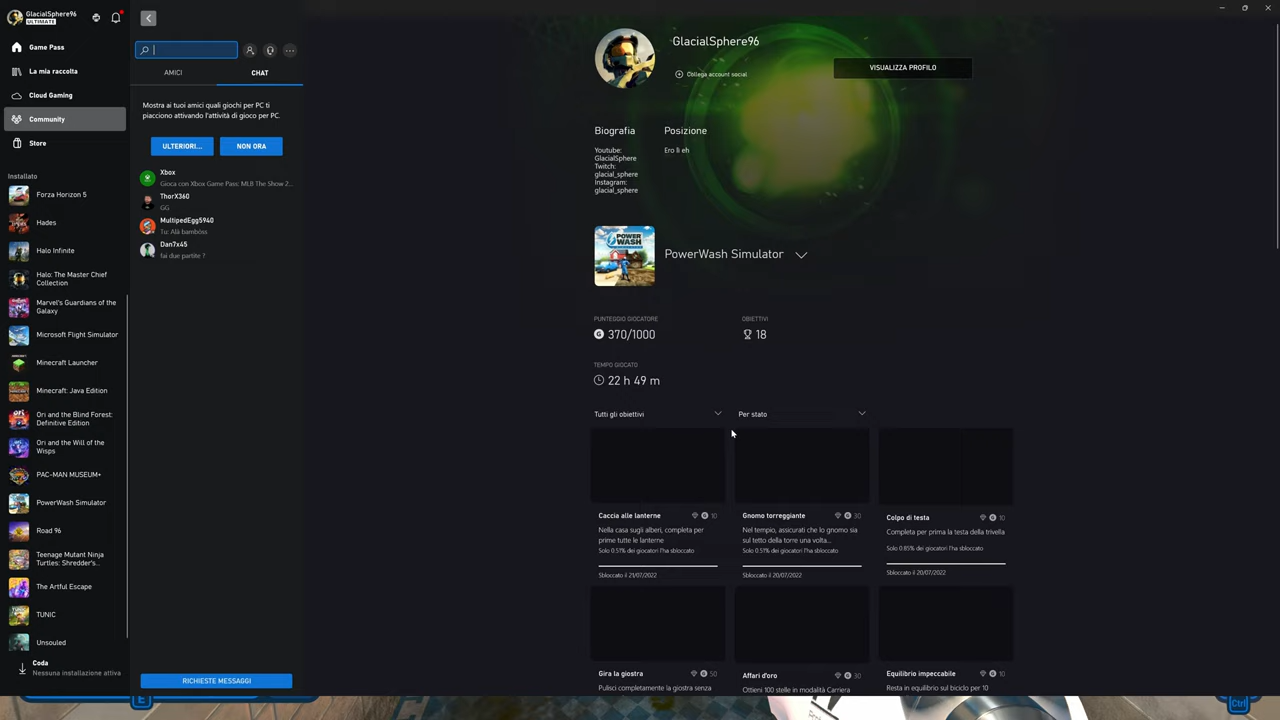 GlacialSphere96
ULTIMATE
Game Pass
La mia raccolta
Cloud Gaming
Community
Store
Installato
Forza Horizon 5
Hades
Halo Infinite
Halo: The Master Chief
Collection
Marvel's Guardians of the
Galaxy
Microsoft Flight Simulator
Minecraft Launcher
Minecraft: Java Edition
Ori and the Blind Forest:
Definitive Edition
Ori and the Will of the
Wisps
PAC-MAN MUSEUM+
PowerWash Simulator
Road 96
Teenage Mutant Ninja
Turtles: Shredder's...
The Artful Escape
TUNIC
Unsouled
Coda
Nessuna installazione attiva
AMICI
CHAT
Mostra ai tuoi amici quali giochi per PC ti
piacciono attivando l'attività di gioco per PC.
ULTERIORI...
NON ORA
Xbox
Gioca con Xbox Game Pass: MLB The Show 2...
ThorX360
GG
MultipedEgg5940
Tu: Alà bambóss
Dan7x45
fai due partite ?
RICHIESTE MESSAGGI
GlacialSphere96
Collega account social
VISUALIZZA PROFILO
Biografia
Posizione
Youtube:
GlacialSphere
Twitch:
glacial_sphere
Instagram:
glacial_sphere
Ero lì eh
POWER
WASH
PowerWash Simulator
PUNTEGGIO GIOCATORE
OBIETTIVI
370/1000
18
TEMPO GIOCATO
22 h 49 m
Tutti gli obiettivi
Per stato
Caccia alle lanterne
G 10
Nella casa sugli alberi, completa per
prime tutte le lanterne
Solo 0.51% dei giocatori l'ha sbloccato
Sbloccato il 21/07/2022
Gnomo torreggiante
G 30
Nel tempio, assicurati che lo gnomo sia
sul tetto della torre una volta...
Solo 0.51% dei giocatori l'ha sbloccato
Sbloccato il 20/07/2022
Colpo di testa
G 10
Completa per prima la testa della trivella
Solo 0.85% dei giocatori l'ha sbloccato
Sbloccato il 20/07/2022
Gira la giostra
G 50
Pulisci completamente la giostra senza
Affari d'oro
G 30
Ottieni 100 stelle in modalità Carriera
Equilibrio impeccabile
G 10
Resta in equilibrio sul biciclo per 10
E
Ctrl